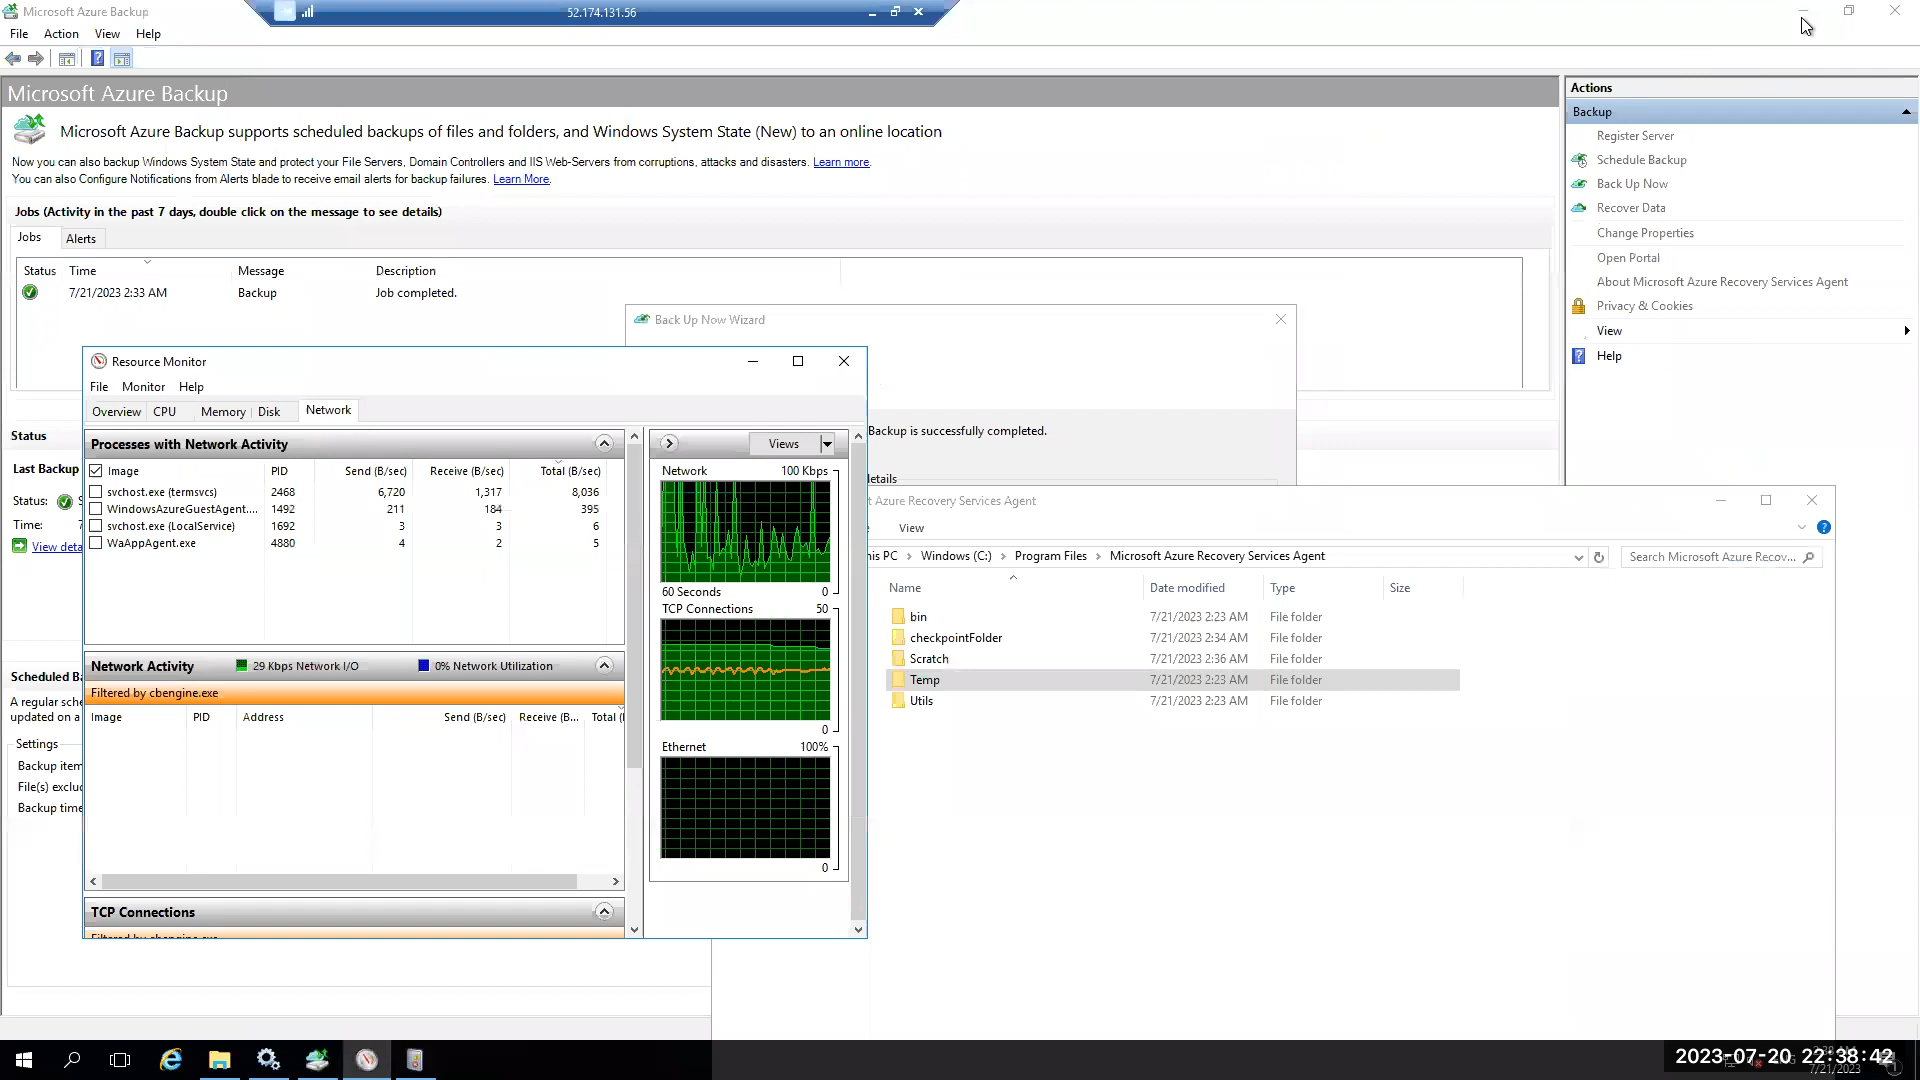 Microsoft Azure Backup
52.174.131.56
File Action View Help
Microsoft Azure Backup
Microsoft Azure Backup supports scheduled backups of files and folders, and Windows System State (New) to an online location
Now you can also backup Windows System State and protect your File Servers, Domain Controllers and IIS Web-Servers from corruptions, attacks and disasters. Learn more.
You can also Configure Notifications from Alerts blade to receive email alerts for backup failures. Learn More.
Jobs (Activity in the past 7 days, double click on the message to see details)
Jobs Alerts
Status Time Message Description
7/21/2023 2:33 AM Backup Job completed.
Status
Last Backup
Status: S
Time: 7
View deta
Scheduled Ba
A regular sche
updated on a
Settings
Backup item
File(s) exclu
Backup time
Actions
Backup
Register Server
Schedule Backup
Back Up Now
Recover Data
Change Properties
Open Portal
About Microsoft Azure Recovery Services Agent
Privacy & Cookies
View
Help
Back Up Now Wizard
Backup is successfully completed.
etails
Resource Monitor
File Monitor Help
Overview CPU Memory Disk Network
Processes with Network Activity
Image PID Send (B/sec) Receive (B/sec) Total (B/sec)
svchost.exe (termsvcs) 2468 6,720 1,317 8,036
WindowsAzureGuestAgent.... 1492 211 184 395
svchost.exe (LocalService) 1692 3 3 6
WaAppAgent.exe 4880 4 2 5
Network Activity 29 Kbps Network I/O 0% Network Utilization
Filtered by cbengine.exe
Image PID Address Send (B/sec) Receive (B... Total (
TCP Connections
Filtered by cbengine.exe
Views
Network 100 Kbps
60 Seconds 0
TCP Connections 50
0
Ethernet 100%
0
t Azure Recovery Services Agent
e View
his PC > Windows (C:) > Program Files > Microsoft Azure Recovery Services Agent
Search Microsoft Azure Recov...
Name Date modified Type Size
bin 7/21/2023 2:23 AM File folder
checkpointFolder 7/21/2023 2:34 AM File folder
Scratch 7/21/2023 2:36 AM File folder
Temp 7/21/2023 2:23 AM File folder
Utils 7/21/2023 2:23 AM File folder
2023-07-20 22:38:42
7/21/2023